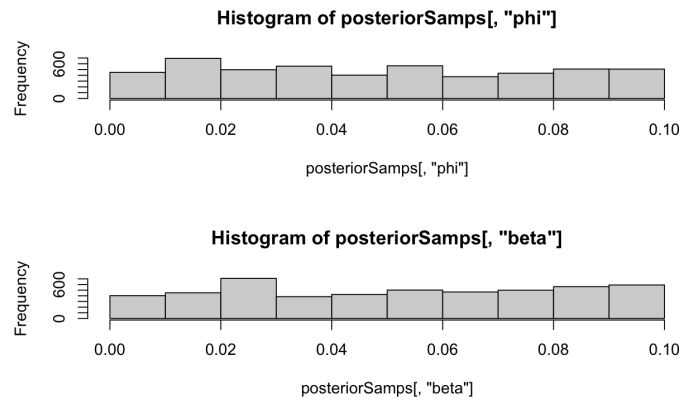 Histogram of posteriorSamps[, "phi"]
Frequency
600
0
0.00 0.02 0.04 0.06 0.08 0.10
posteriorSamps[, "phi"]
Histogram of posteriorSamps[, "beta"]
Frequency
600
0
0.00 0.02 0.04 0.06 0.08 0.10
posteriorSamps[, "beta"]